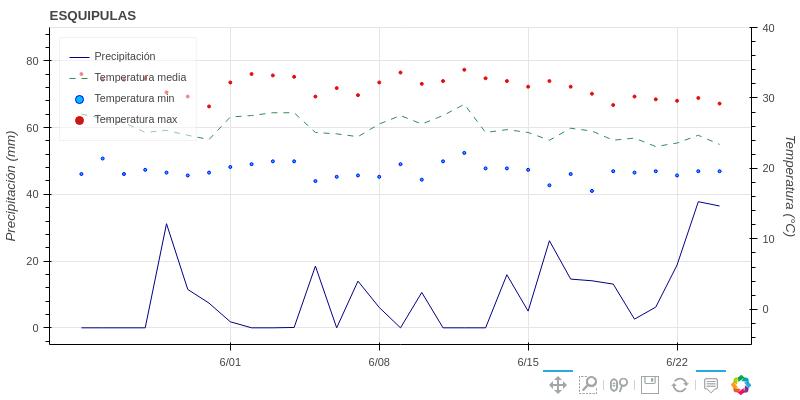 ESQUIPULAS
Precipitación
Temperatura media
Temperatura min
Temperatura max
Precipitación (mm)
80
60
40
20
0
Temperatura (°C)
40
30
20
10
0
6/01
6/08
6/15
6/22